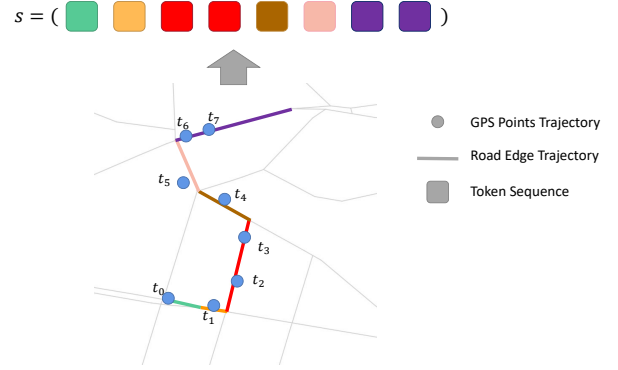 s = ( )
GPS Points Trajectory
Road Edge Trajectory
Token Sequence
t₆ t₇
t₅
t₄
t₃
t₂
t₀
t₁